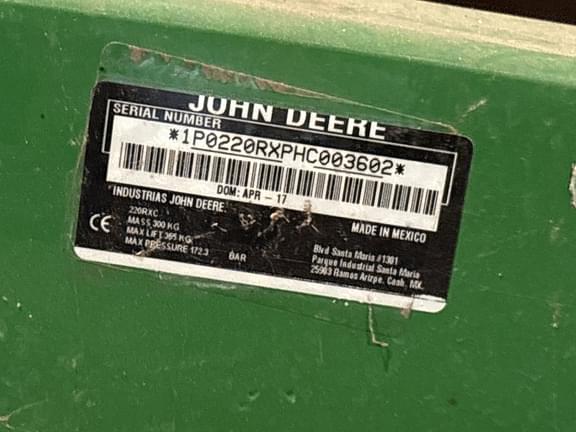 JOHN DEERE
SERIAL NUMBER
*1P0220RXPHC003602*
DOM: APR - 17
INDUSTRIAS JOHN DEERE
MADE IN MEXICO
CE
220RXC
MASS 300 KG
MAX LIFT 365 KG
MAX PRESSURE 172.3 BAR
Blvd Santa Maria #1301
Parque Industrial Santa Maria
25903 Ramos Arizpe, Coah, Mx.